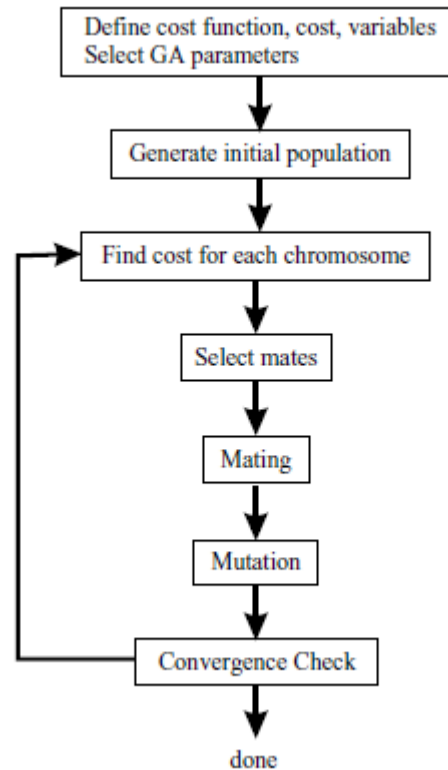 Define cost function, cost, variables
Select GA parameters
Generate initial population
Find cost for each chromosome
Select mates
Mating
Mutation
Convergence Check
done